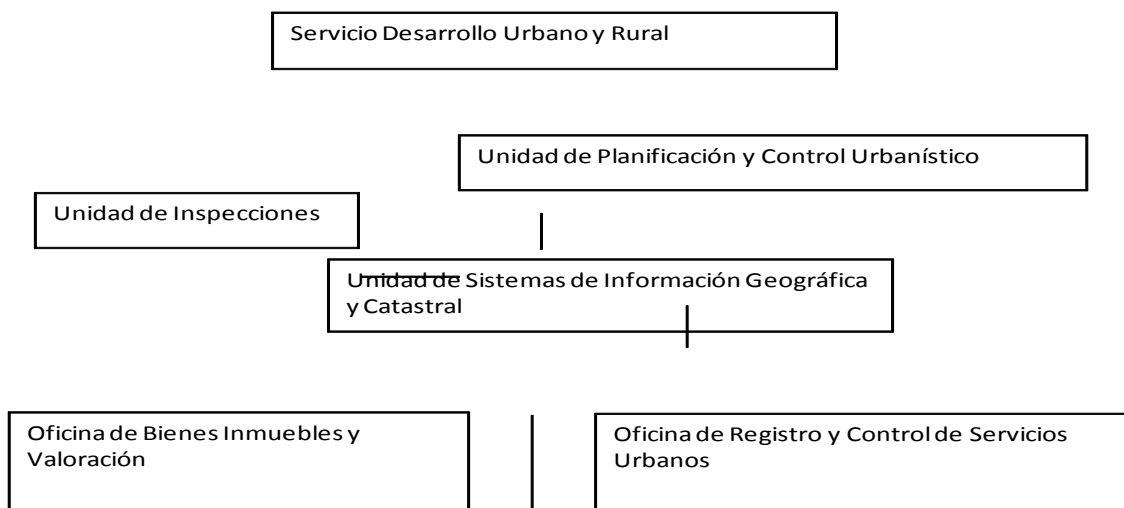 Servicio Desarrollo Urbano y Rural
Unidad de Planificación y Control Urbanístico
Unidad de Inspecciones
Unidad de Sistemas de Información Geográfica
y Catastral
Oficina de Bienes Inmuebles y
Valoración
Oficina de Registro y Control de Servicios
Urbanos